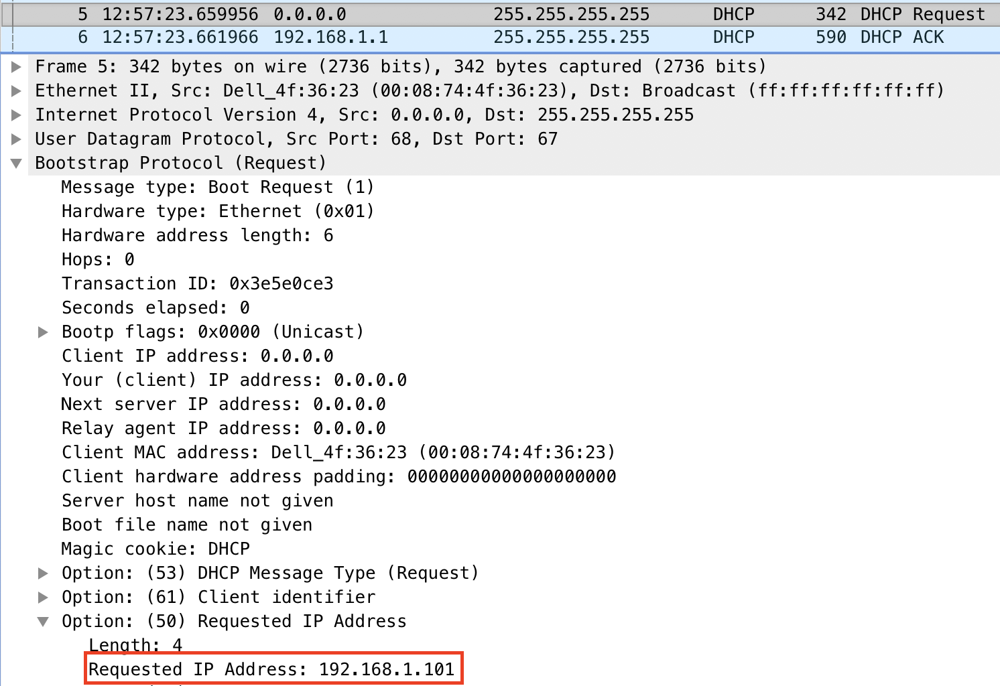 5 12:57:23.659956 0.0.0.0 255.255.255.255 DHCP 342 DHCP Request
6 12:57:23.661966 192.168.1.1 255.255.255.255 DHCP 590 DHCP ACK
Frame 5: 342 bytes on wire (2736 bits), 342 bytes captured (2736 bits)
Ethernet II, Src: Dell_4f:36:23 (00:08:74:4f:36:23), Dst: Broadcast (ff:ff:ff:ff:ff:ff)
Internet Protocol Version 4, Src: 0.0.0.0, Dst: 255.255.255.255
User Datagram Protocol, Src Port: 68, Dst Port: 67
Bootstrap Protocol (Request)
Message type: Boot Request (1)
Hardware type: Ethernet (0x01)
Hardware address length: 6
Hops: 0
Transaction ID: 0x3e5e0ce3
Seconds elapsed: 0
Bootp flags: 0x0000 (Unicast)
Client IP address: 0.0.0.0
Your (client) IP address: 0.0.0.0
Next server IP address: 0.0.0.0
Relay agent IP address: 0.0.0.0
Client MAC address: Dell_4f:36:23 (00:08:74:4f:36:23)
Client hardware address padding: 00000000000000000000
Server host name not given
Boot file name not given
Magic cookie: DHCP
Option: (53) DHCP Message Type (Request)
Option: (61) Client identifier
Option: (50) Requested IP Address
Length: 4
Requested IP Address: 192.168.1.101